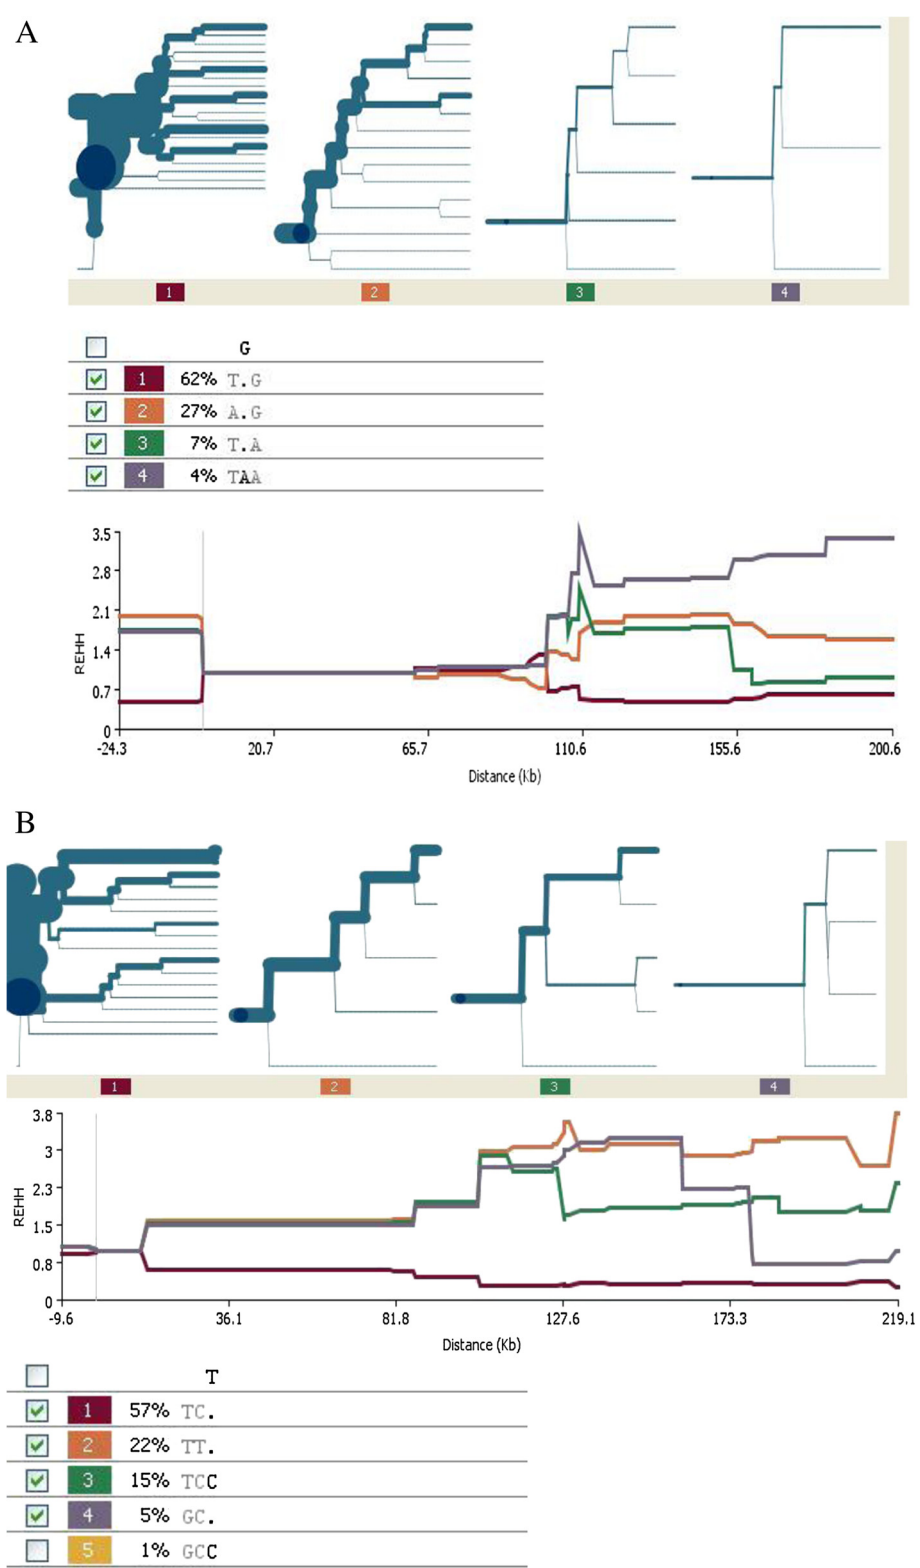 A
1 2 3 4
G
1 62% T.G
2 27% A.G
3 7% T.A
4 4% TAA
3.5
2.8
2.1
1.4
0.7
0
REHH
-24.3 20.7 65.7 110.6 155.6 200.6
Distance (Kb)
B
1 2 3 4
3.8
3
2.3
1.5
0.8
0
REHH
-9.6 36.1 81.8 127.6 173.3 219.1
Distance (Kb)
T
1 57% TC.
2 22% TT.
3 15% TCC
4 5% GC.
5 1% GCC